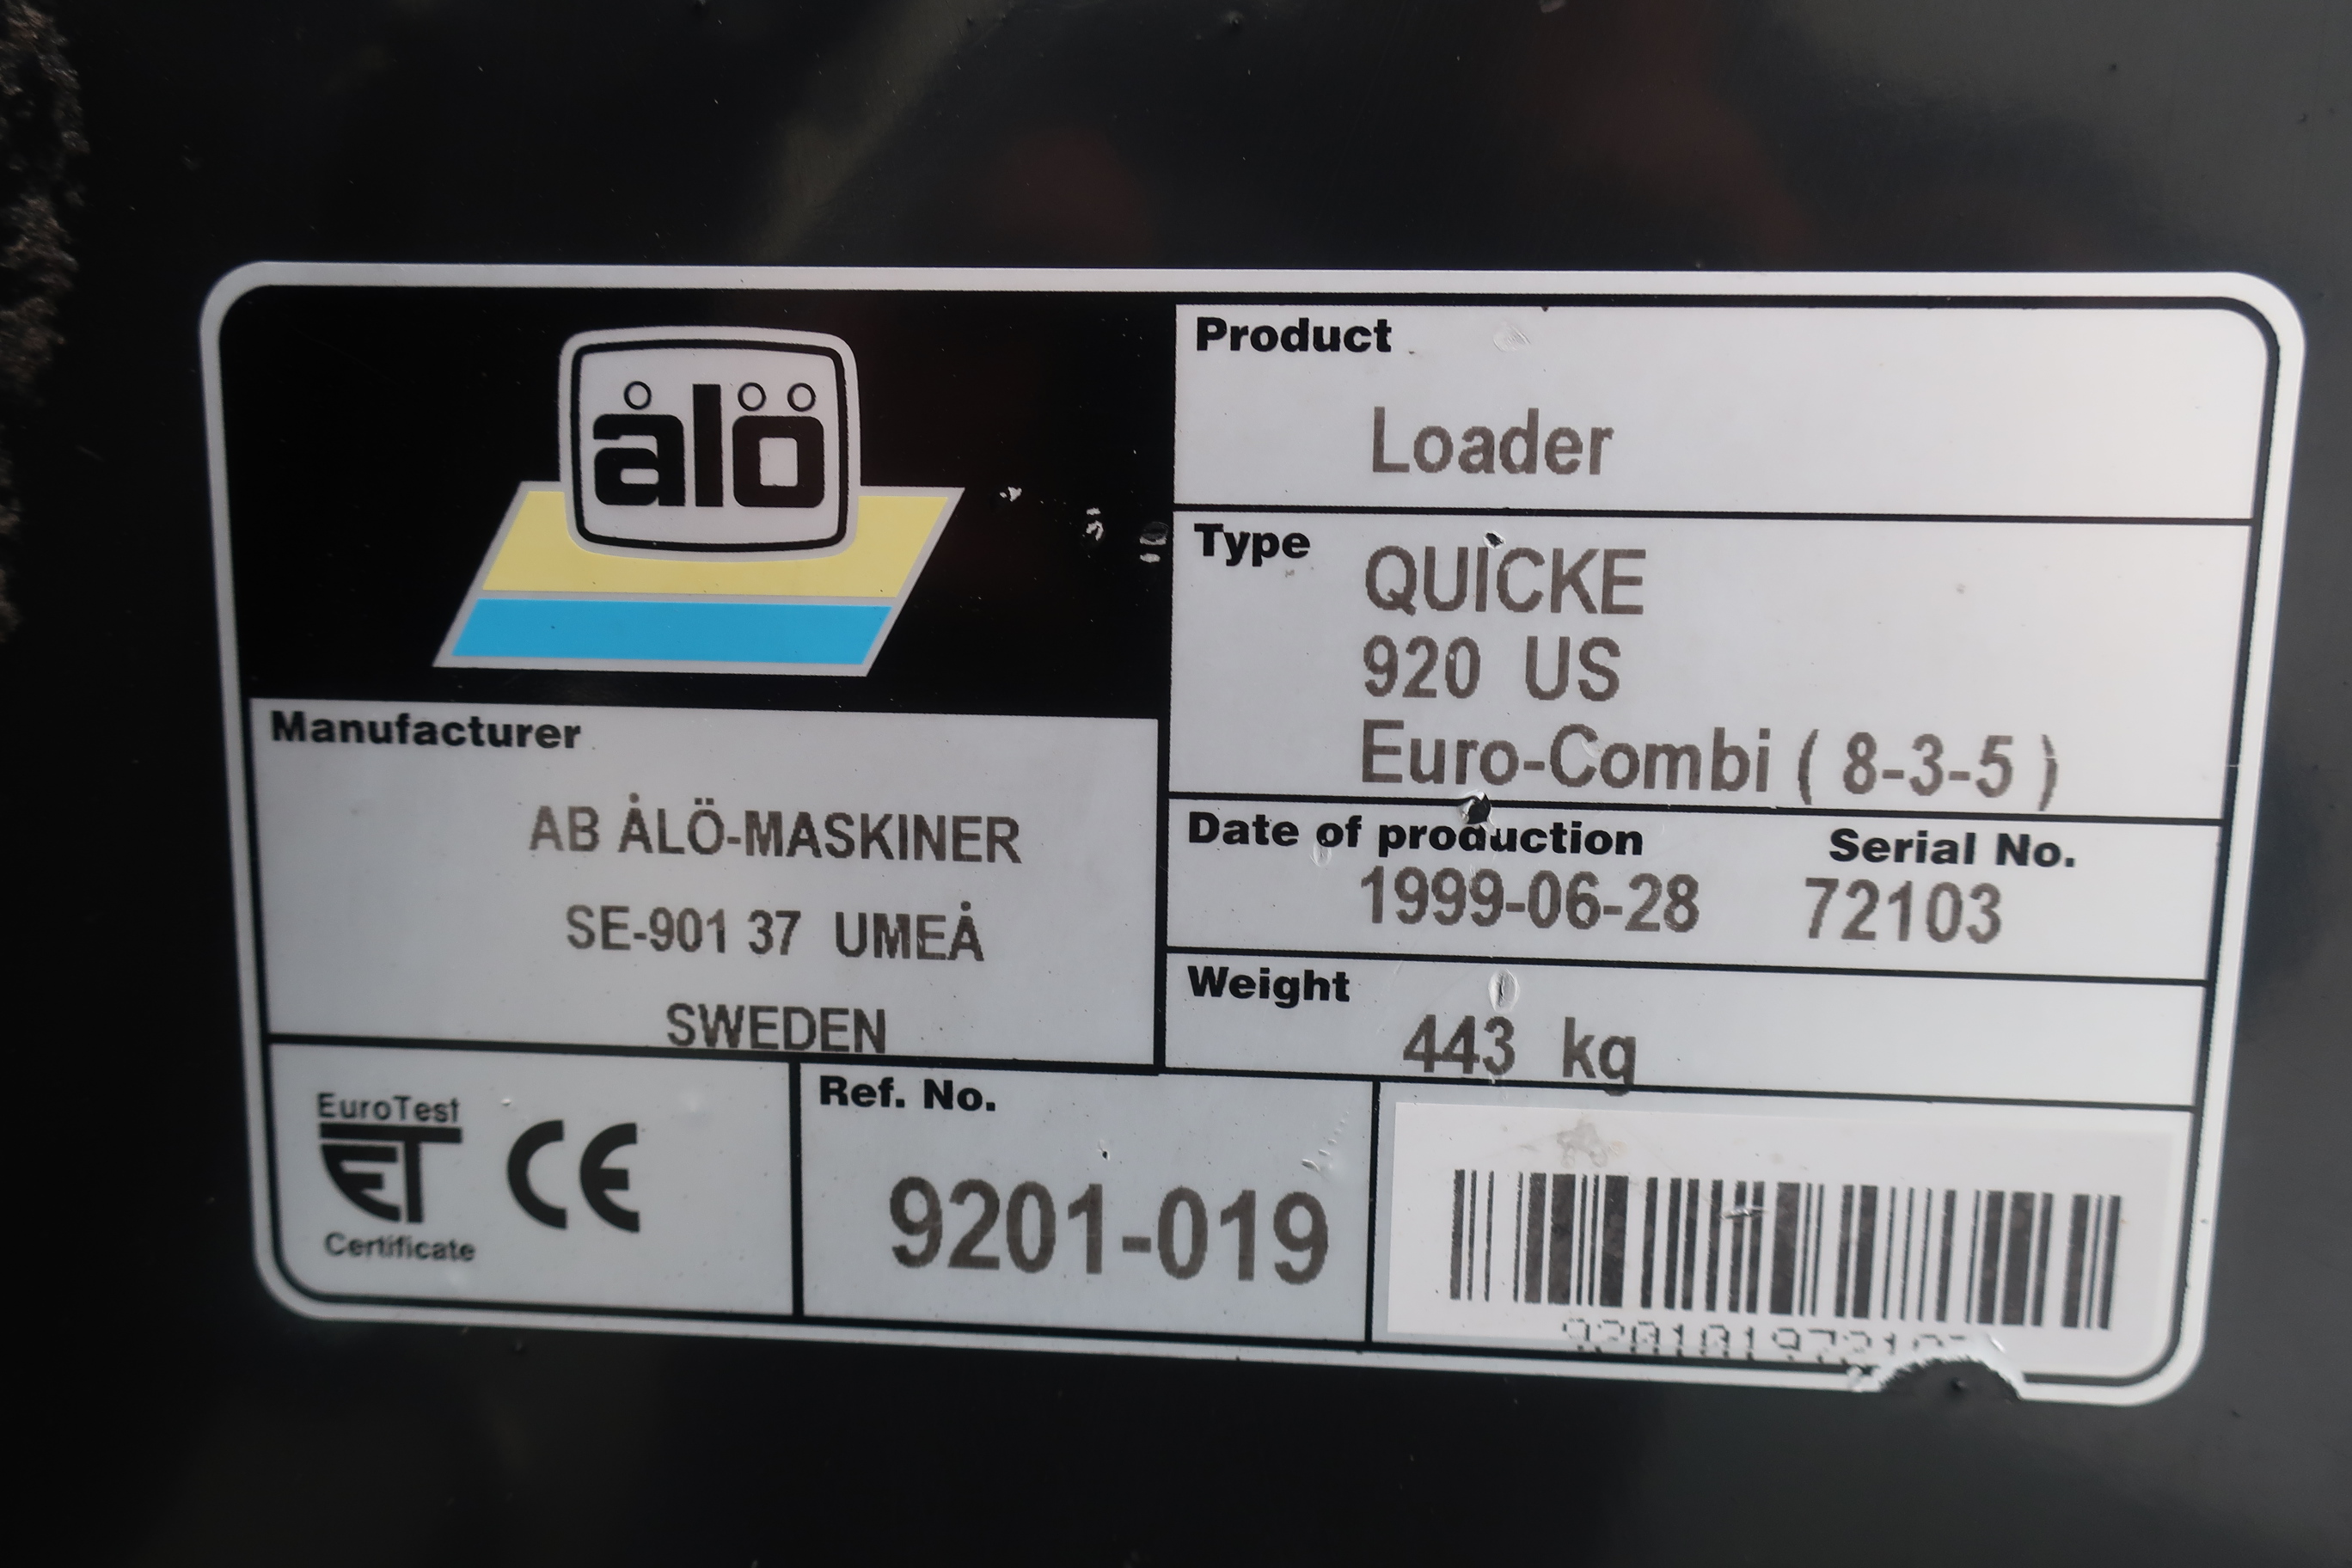 ålö
Product
Loader
Type
QUICKE
920 US
Euro-Combi ( 8-3-5 )
Manufacturer
AB ÅLÖ-MASKINER
SE-901 37 UMEÅ
SWEDEN
Date of production
Serial No.
1999-06-28
72103
Weight
443 kg
EuroTest
ET
Certificate
CE
Ref. No.
9201-019